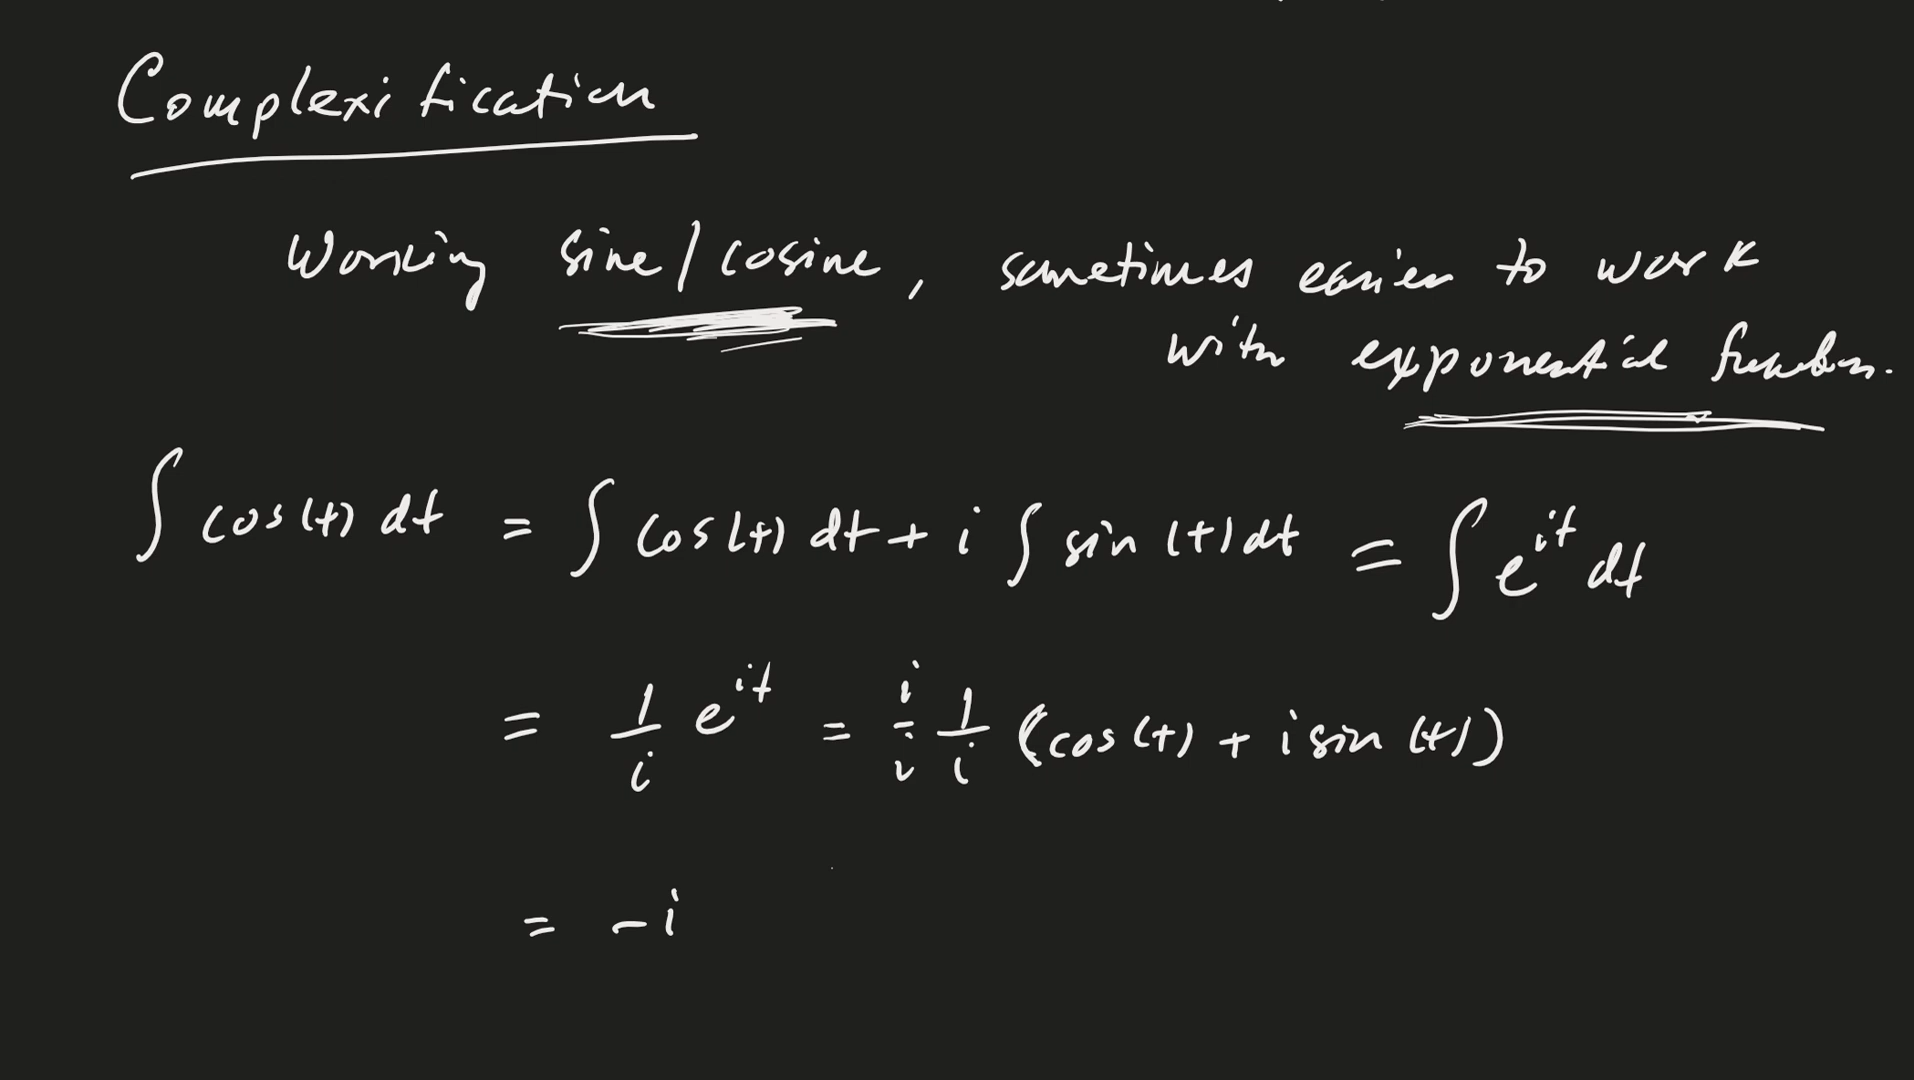 Complexification
Working sine/cosine, sometimes easier to work
with exponential function.
∫ cos(t) dt = ∫ cos(t) dt + i ∫ sin(t) dt = ∫ e^{it} dt
= 1/i e^{it} = i/i 1/i (cos(t) + i sin(t))
= -i